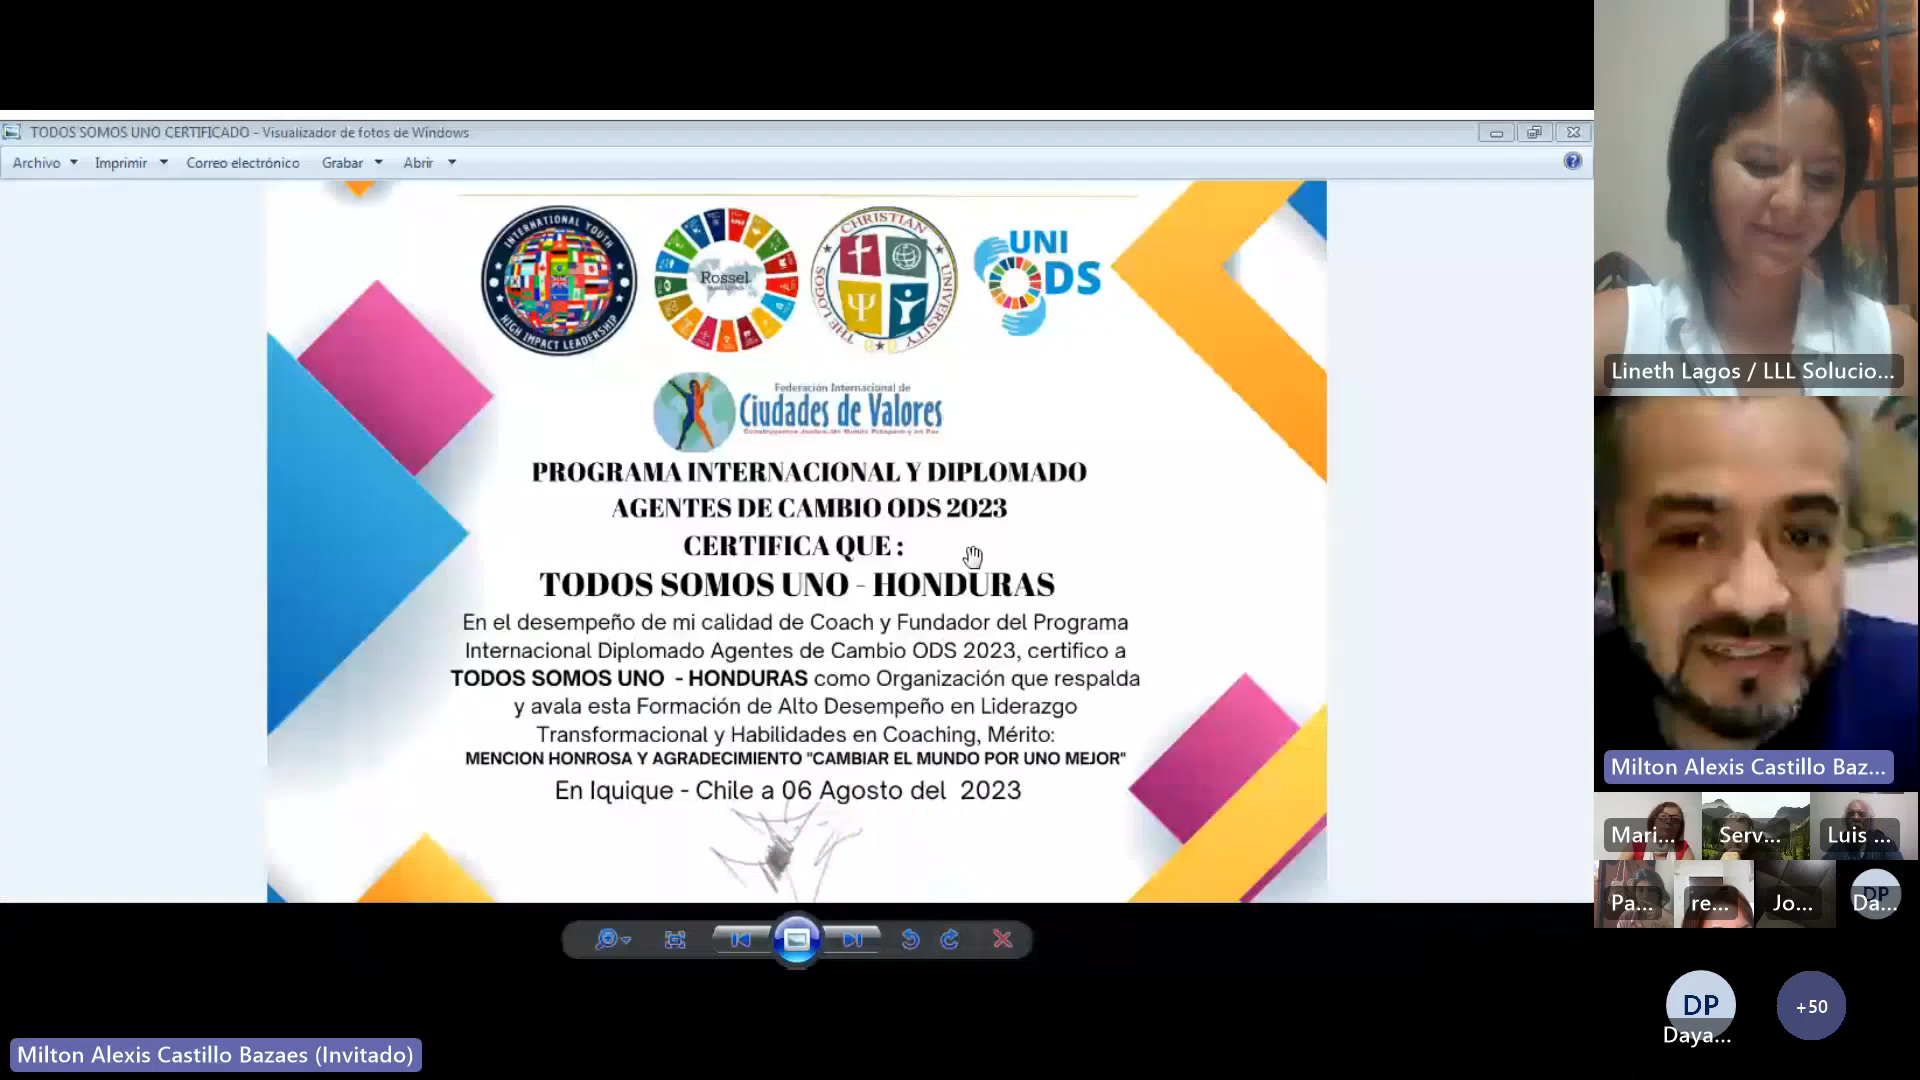 TODOS SOMOS UNO CERTIFICADO - Visualizador de fotos de Windows
Archivo Imprimir Correo electrónico Grabar Abrir
INTERNATIONAL YOUTH
HIGH IMPACT LEADERSHIP
Rossel
CHRISTIAN
THE LOGOS UNIVERSITY
UNI
ODS
Federación Internacional de
Ciudades de Valores
PROGRAMA INTERNACIONAL Y DIPLOMADO
AGENTES DE CAMBIO ODS 2023
CERTIFICA QUE :
TODOS SOMOS UNO - HONDURAS
En el desempeño de mi calidad de Coach y Fundador del Programa
Internacional Diplomado Agentes de Cambio ODS 2023, certifico a
TODOS SOMOS UNO - HONDURAS como Organización que respalda
y avala esta Formación de Alto Desempeño en Liderazgo
Transformacional y Habilidades en Coaching, Mérito:
MENCION HONROSA Y AGRADECIMIENTO "CAMBIAR EL MUNDO POR UNO MEJOR"
En Iquique - Chile a 06 Agosto del 2023
Lineth Lagos / LLL Solucio...
Milton Alexis Castillo Baz...
Mari... Serv... Luis ...
Pa... re... Jo... DP Da...
DP +50
Daya...
Milton Alexis Castillo Bazaes (Invitado)